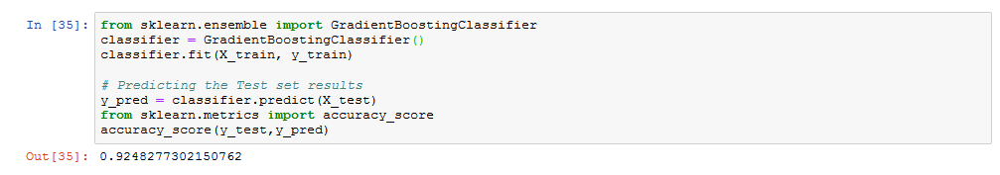 In [35]: from sklearn.ensemble import GradientBoostingClassifier
classifier = GradientBoostingClassifier()
classifier.fit(X_train, y_train)
# Predicting the Test set results
y_pred = classifier.predict(X_test)
from sklearn.metrics import accuracy_score
accuracy_score(y_test,y_pred)
Out[35]: 0.9248277302150762